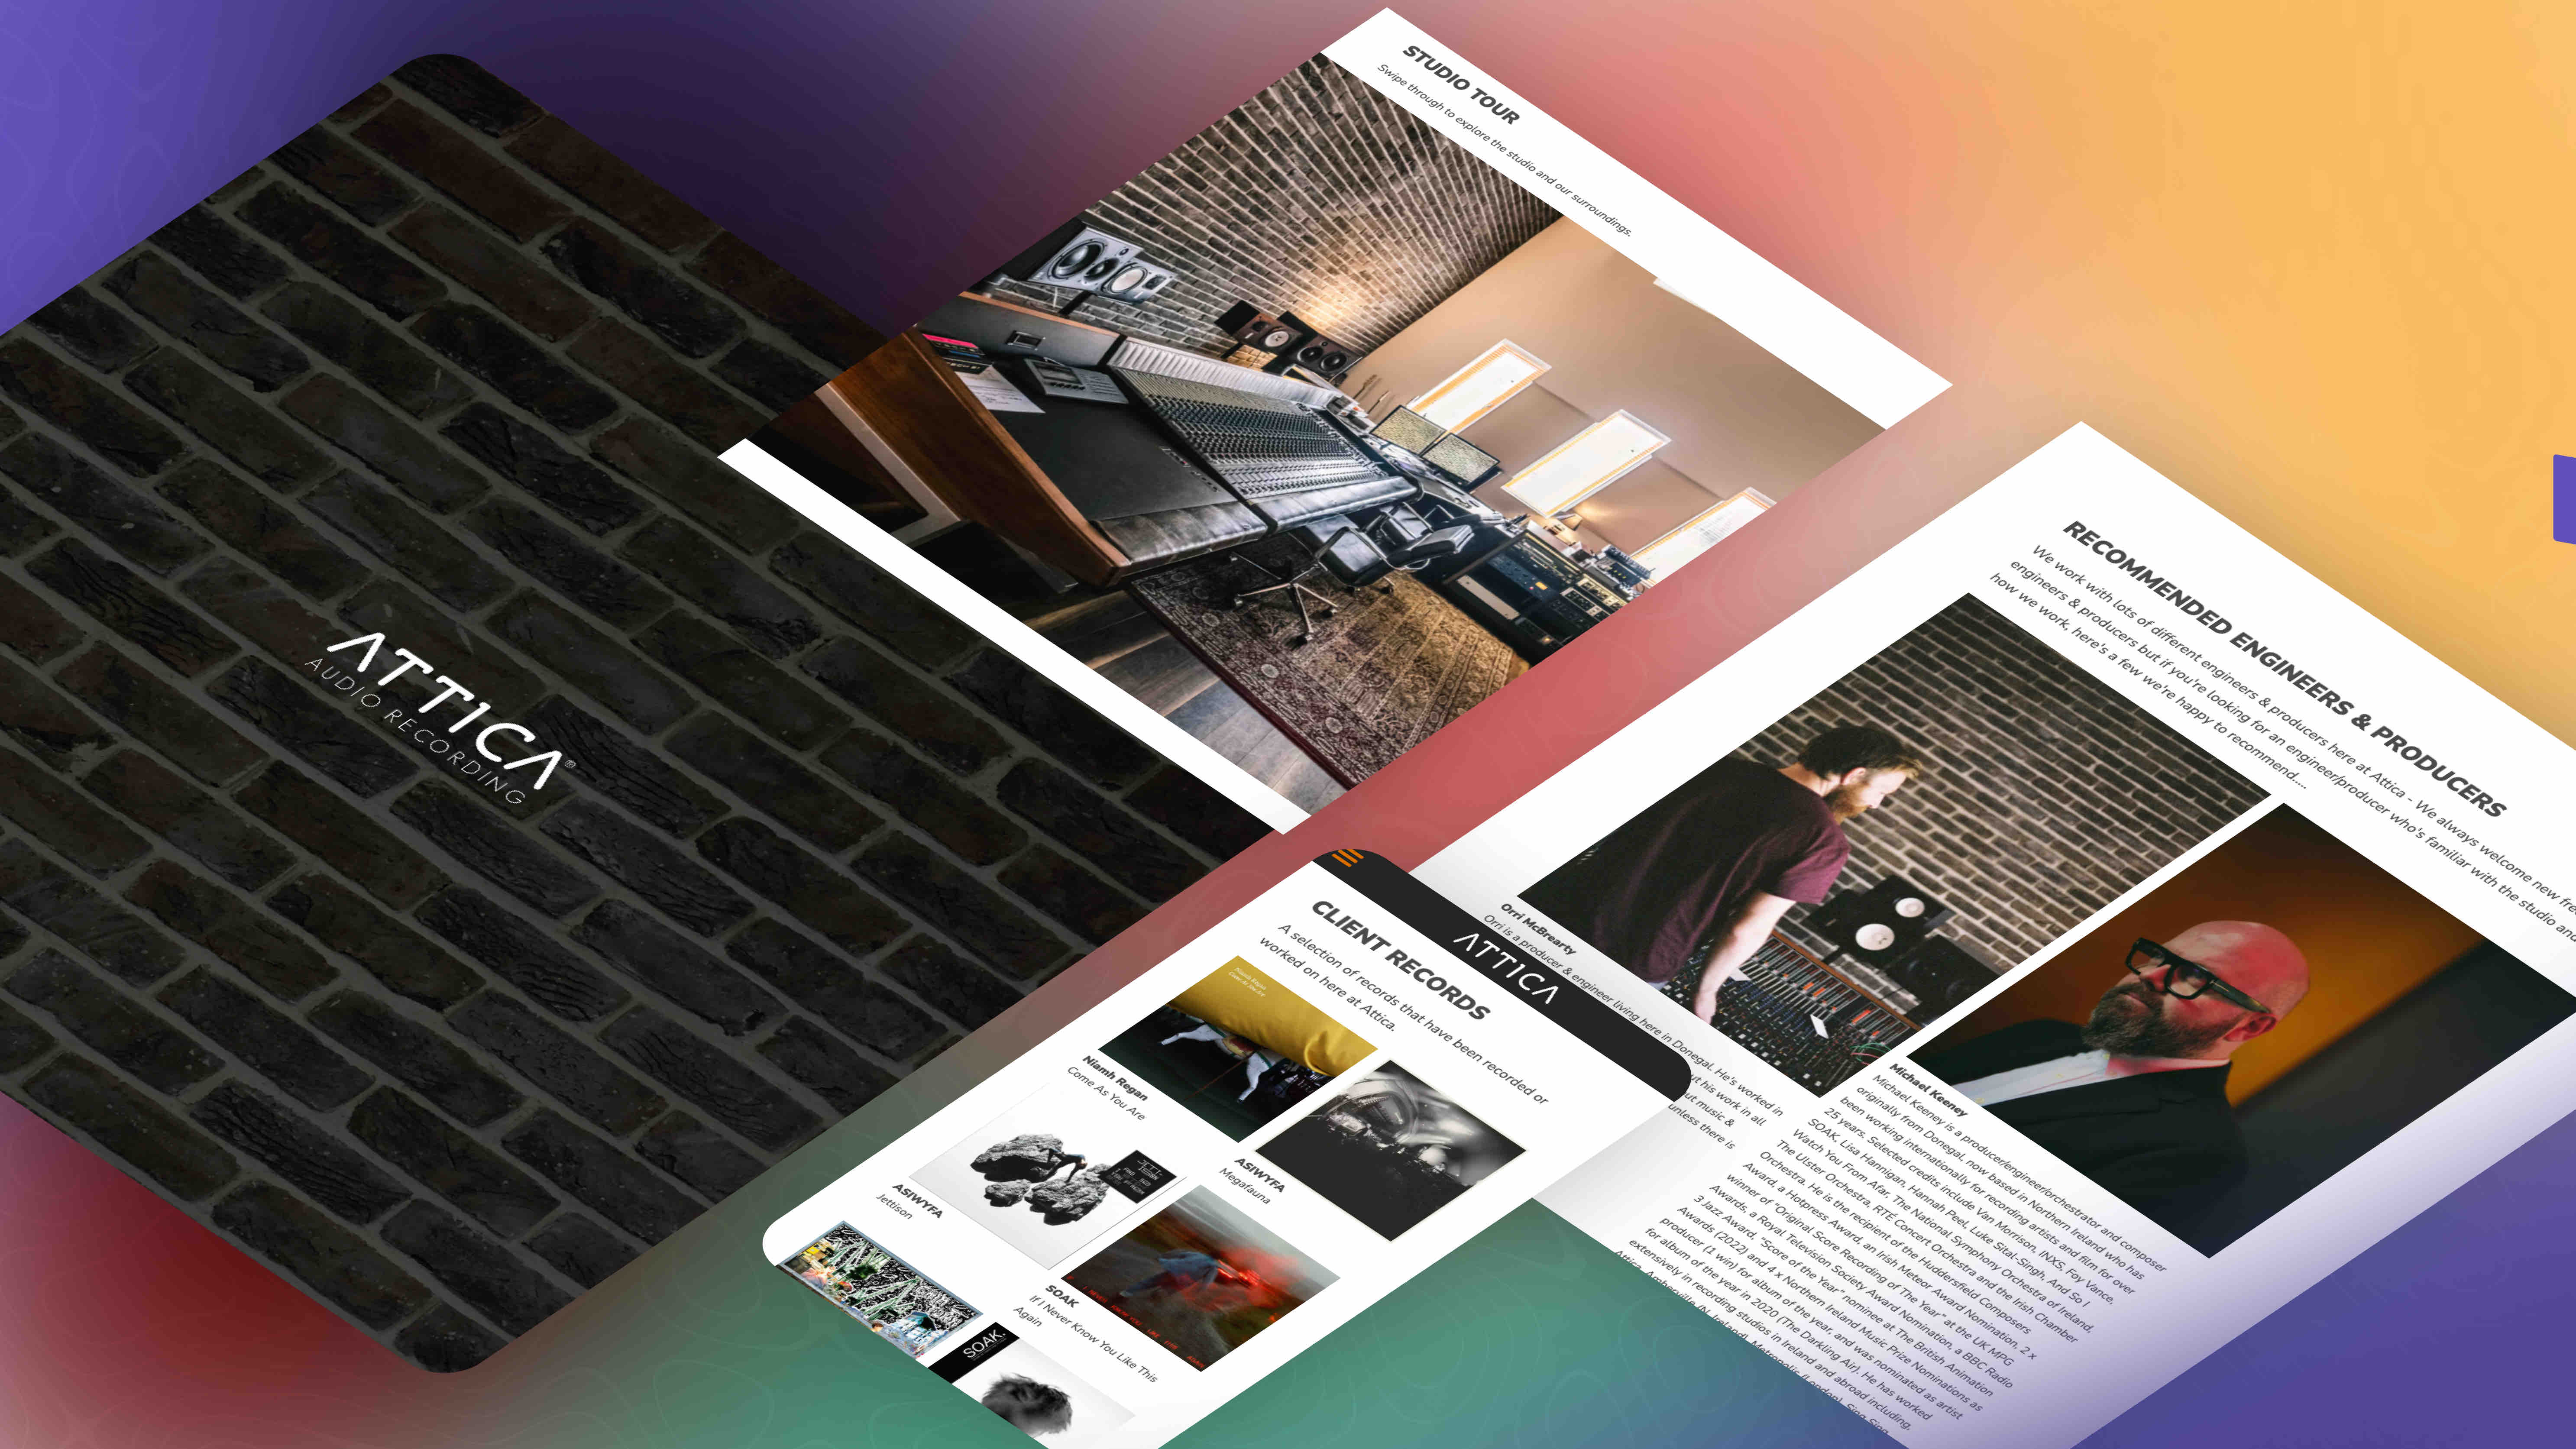 ATTICA®
AUDIO RECORDING
STUDIO TOUR
Swipe through to explore the studio and our surroundings.
RECOMMENDED ENGINEERS & PRODUCERS
We work with lots of different engineers & producers here at Attica - We always welcome new fre
engineers & producers but if you're looking for an engineer/producer who's familiar with the studio and
how we work, here's a few we're happy to recommend....
Orri McBrearty
Orri is a producer & engineer living here in Donegal. He's worked in
ut his work in all
ut music &
unless there is
Michael Keeney
Michael Keeney is a producer/engineer/orchestrator and composer
originally from Donegal, now based in Northern Ireland who has
been working internationally for recording artists and film for over
25 years. Selected credits include Van Morrison, INXS, Foy Vance,
SOAK, Lisa Hannigan, Hannah Peel, Luke Sital-Singh, And So I
Watch You From Afar, The National Symphony Orchestra of Ireland,
The Ulster Orchestra, RTÉ Concert Orchestra and the Irish Chamber
Orchestra. He is the recipient of the Huddersfield Composers
Award, a Hotpress Award, an Irish Meteor Award Nomination, 2 x
winner of "Original Score Recording of The Year" at the UK MPG
Awards, a Royal Television Society Award Nomination, a BBC Radio
3 Jazz Award, "Score of the Year" nominee at The British Animation
Awards (2022) and 4 x Northern Ireland Music Prize Nominations as
producer (1 win) for album of the year, and was nominated as artist
for album of the year in 2020 (The Darkling Air). He has worked
extensively in recording studios in Ireland and abroad including,
ATTICA
CLIENT RECORDS
A selection of records that have been recorded or
worked on here at Attica.
Niamh Regan
Come As You Are
ASIWYFA
Megafauna
ASIWYFA
Jettison
SOAK
If I Never Know You Like This
Again
SOAK.